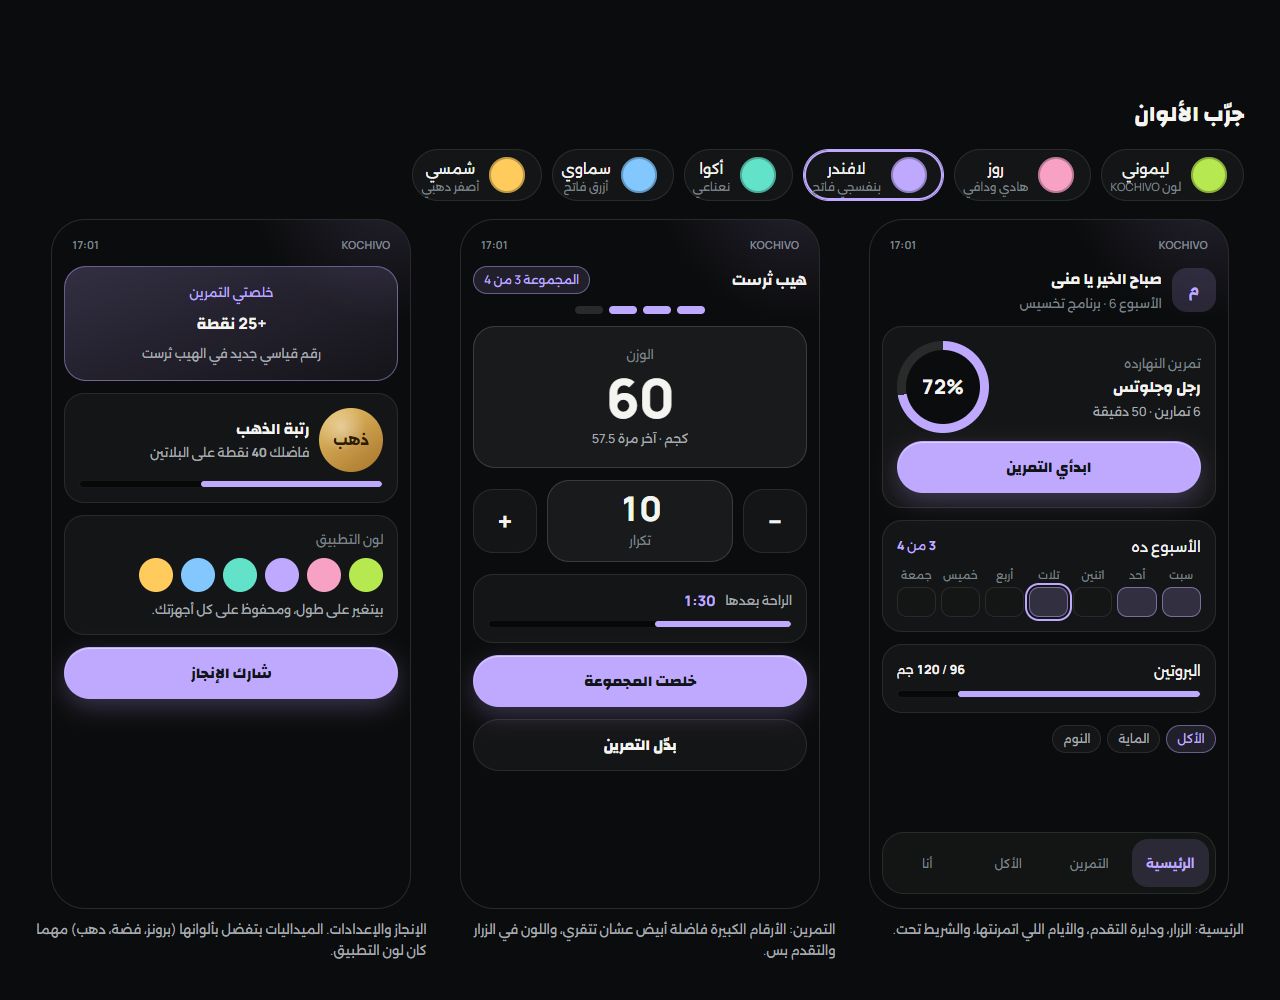 جرّب الألوان
ليموني
لون KOCHIVO
روز
هادي ودافي
لافندر
بنفسجي فاتح
أكوا
نعناعي
سماوي
أزرق فاتح
شمسي
أصفر دهبي
KOCHIVO
17:01
م
صباح الخير يا منى
الأسبوع 6 · برنامج تخسيس
تمرين النهارده
رجل وجلوتس
6 تمارين · 50 دقيقة
72%
ابدأي التمرين
الأسبوع ده
3 من 4
سبت
أحد
اتنين
تلات
أربع
خميس
جمعة
البروتين
96 / 120 جم
الأكل
الماية
النوم
الرئيسية
التمرين
الأكل
أنا
الرئيسية: الزرار، ودايرة التقدم، والأيام اللي اتمرنتها، والشريط تحت.
KOCHIVO
17:01
هيب ثرست
المجموعة 3 من 4
الوزن
60
كجم · آخر مرة 57.5
−
10
تكرار
+
الراحة بعدها
1:30
خلصت المجموعة
بدّل التمرين
التمرين: الأرقام الكبيرة فاضلة أبيض عشان تتقري، واللون في الزرار
والتقدم بس.
KOCHIVO
17:01
خلصتي التمرين
+25 نقطة
رقم قياسي جديد في الهيب ثرست
ذهب
رتبة الذهب
فاضلك 40 نقطة على البلاتين
لون التطبيق
بيتغير على طول، ومحفوظ على كل أجهزتك.
شارك الإنجاز
الإنجاز والإعدادات. الميداليات بتفضل بألوانها (برونز، فضة، دهب) مهما
كان لون التطبيق.